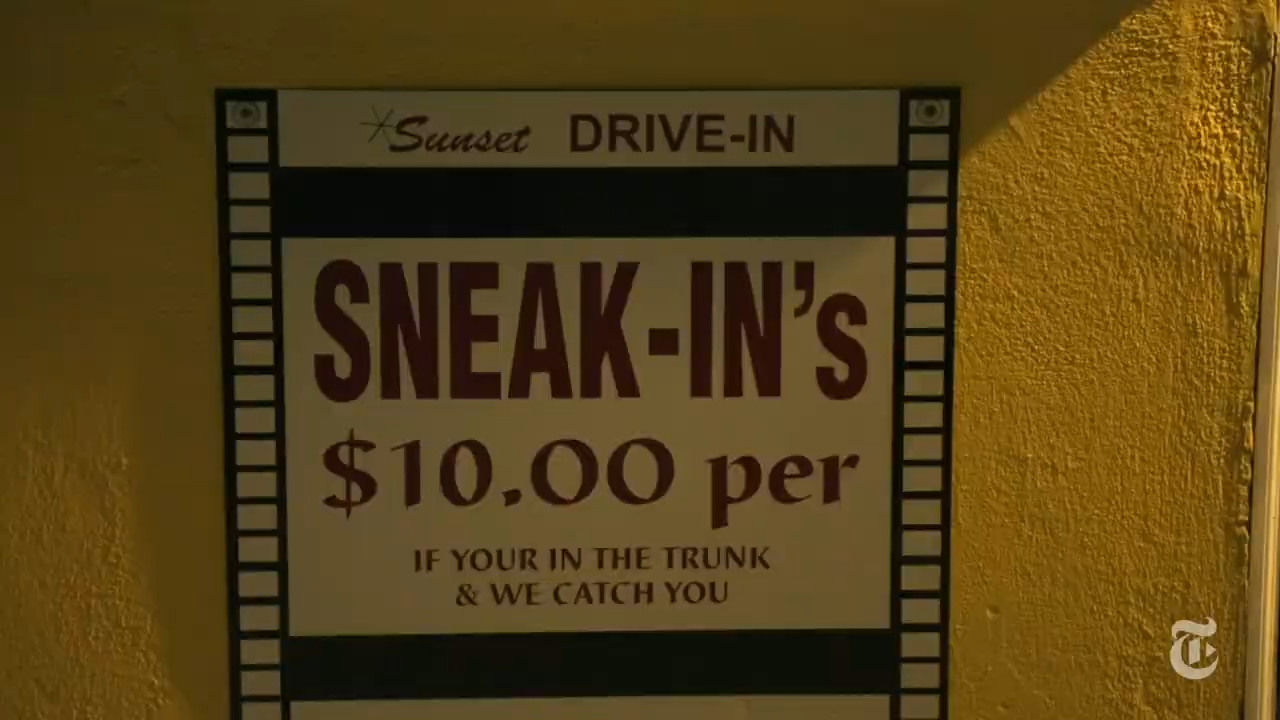 Sunset DRIVE-IN
SNEAK-IN's
$10.00 per
IF YOUR IN THE TRUNK
& WE CATCH YOU
T